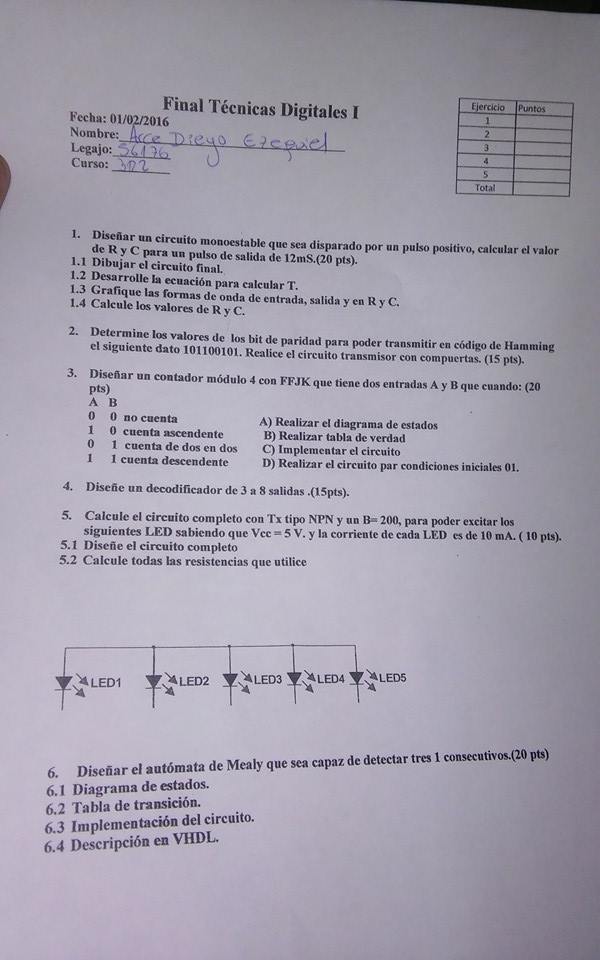 Final Técnicas Digitales I
Fecha: 01/02/2016
Nombre: Arce Diego Ezequiel
Legajo: 56176
Curso: 3R2
Ejercicio Puntos
1
2
3
4
5
Total
1. Diseñar un circuito monoestable que sea disparado por un pulso positivo, calcular el valor
de R y C para un pulso de salida de 12mS.(20 pts).
1.1 Dibujar el circuito final.
1.2 Desarrolle la ecuación para calcular T.
1.3 Grafique las formas de onda de entrada, salida y en R y C.
1.4 Calcule los valores de R y C.
2. Determine los valores de los bit de paridad para poder transmitir en código de Hamming
el siguiente dato 101100101. Realice el circuito transmisor con compuertas. (15 pts).
3. Diseñar un contador módulo 4 con FFJK que tiene dos entradas A y B que cuando: (20
pts)
A B
0 0 no cuenta A) Realizar el diagrama de estados
1 0 cuenta ascendente B) Realizar tabla de verdad
0 1 cuenta de dos en dos C) Implementar el circuito
1 1 cuenta descendente D) Realizar el circuito par condiciones iniciales 01.
4. Diseñe un decodificador de 3 a 8 salidas .(15pts).
5. Calcule el circuito completo con Tx tipo NPN y un B= 200, para poder excitar los
siguientes LED sabiendo que Vcc = 5 V. y la corriente de cada LED es de 10 mA. ( 10 pts).
5.1 Diseñe el circuito completo
5.2 Calcule todas las resistencias que utilice
LED1 LED2 LED3 LED4 LED5
6. Diseñar el autómata de Mealy que sea capaz de detectar tres 1 consecutivos.(20 pts)
6.1 Diagrama de estados.
6.2 Tabla de transición.
6.3 Implementación del circuito.
6.4 Descripción en VHDL.